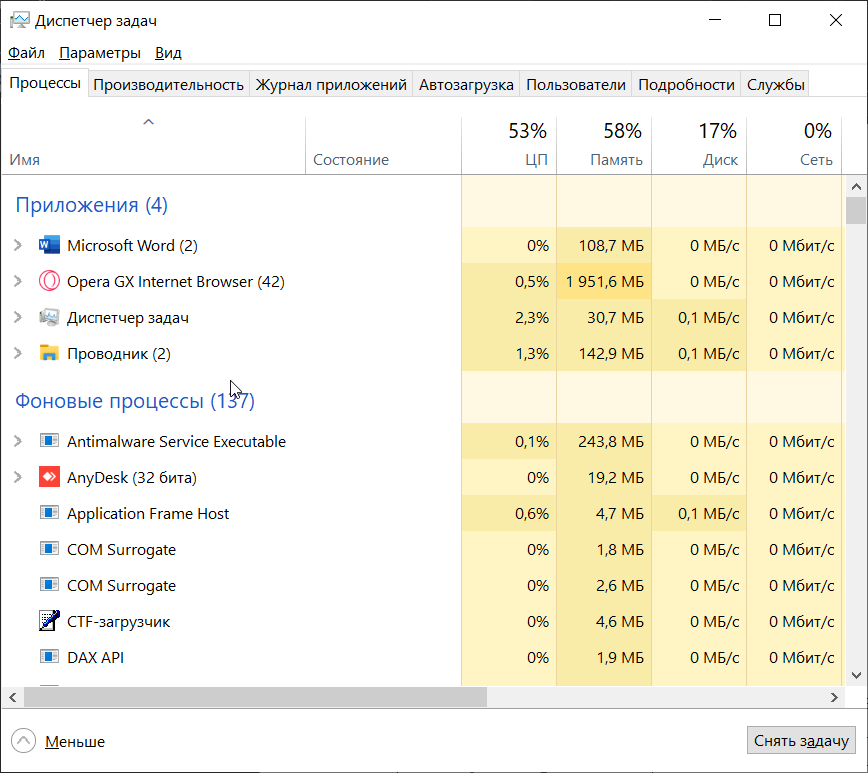 Диспетчер задач
Файл Параметры Вид
Процессы Производительность Журнал приложений Автозагрузка Пользователи Подробности Службы
53% 58% 17% 0%
Имя Состояние ЦП Память Диск Сеть
Приложения (4)
Microsoft Word (2) 0% 108,7 МБ 0 МБ/с 0 Мбит/с
Opera GX Internet Browser (42) 0,5% 1 951,6 МБ 0 МБ/с 0 Мбит/с
Диспетчер задач 2,3% 30,7 МБ 0,1 МБ/с 0 Мбит/с
Проводник (2) 1,3% 142,9 МБ 0,1 МБ/с 0 Мбит/с
Фоновые процессы (137)
Antimalware Service Executable 0,1% 243,8 МБ 0 МБ/с 0 Мбит/с
AnyDesk (32 бита) 0% 19,2 МБ 0 МБ/с 0 Мбит/с
Application Frame Host 0,6% 4,7 МБ 0,1 МБ/с 0 Мбит/с
COM Surrogate 0% 1,8 МБ 0 МБ/с 0 Мбит/с
COM Surrogate 0% 2,6 МБ 0 МБ/с 0 Мбит/с
CTF-загрузчик 0% 4,6 МБ 0 МБ/с 0 Мбит/с
DAX API 0% 1,9 МБ 0 МБ/с 0 Мбит/с
Меньше Снять задачу